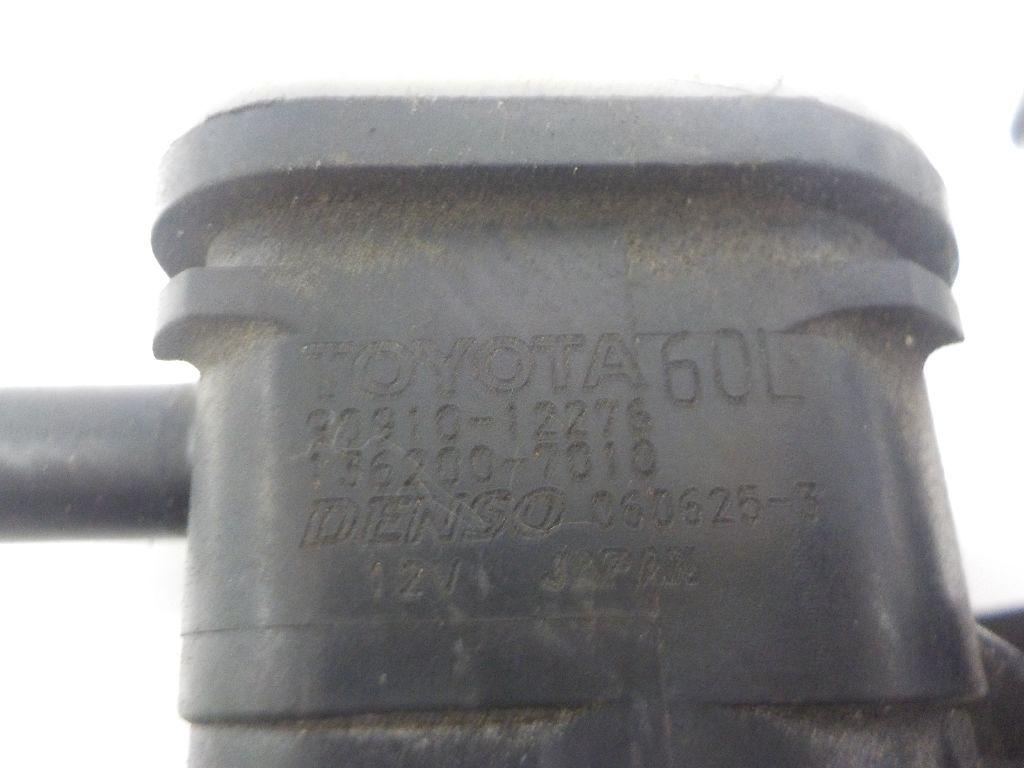 TOYOTA 60L
90910-12276
136200-7010
DENSO 060625-3
12V JAPAN